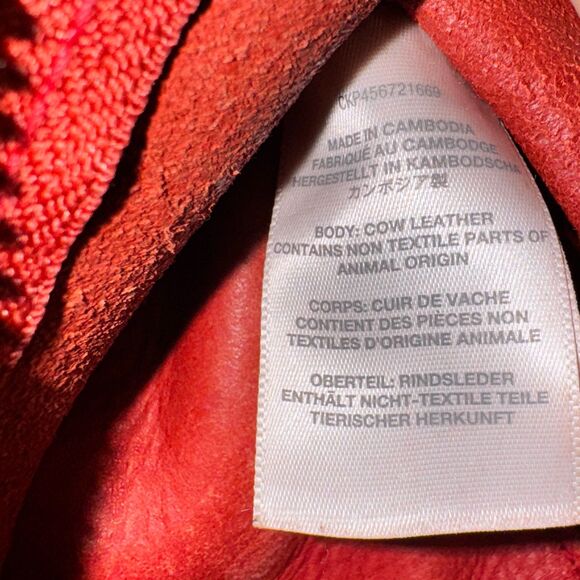 CKP456721669
MADE IN CAMBODIA
FABRIQUÉ AU CAMBODGE
HERGESTELLT IN KAMBODSCHA
カンボジア製
BODY: COW LEATHER
CONTAINS NON TEXTILE PARTS OF
ANIMAL ORIGIN
CORPS: CUIR DE VACHE
CONTIENT DES PIÈCES NON
TEXTILES D'ORIGINE ANIMALE
OBERTEIL: RINDSLEDER
ENTHÄLT NICHT-TEXTILE TEILE
TIERISCHER HERKUNFT